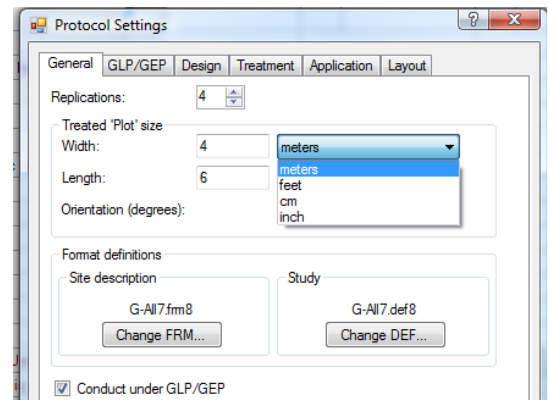 Protocol Settings
General GLP/GEP Design Treatment Application Layout
Replications: 4
Treated 'Plot' size
Width: 4 meters
meters
Length: 6
feet
cm
Orientation (degrees):
inch
Format definitions
Site description Study
G-All7.frm8 G-All7.def8
Change FRM... Change DEF...
Conduct under GLP/GEP